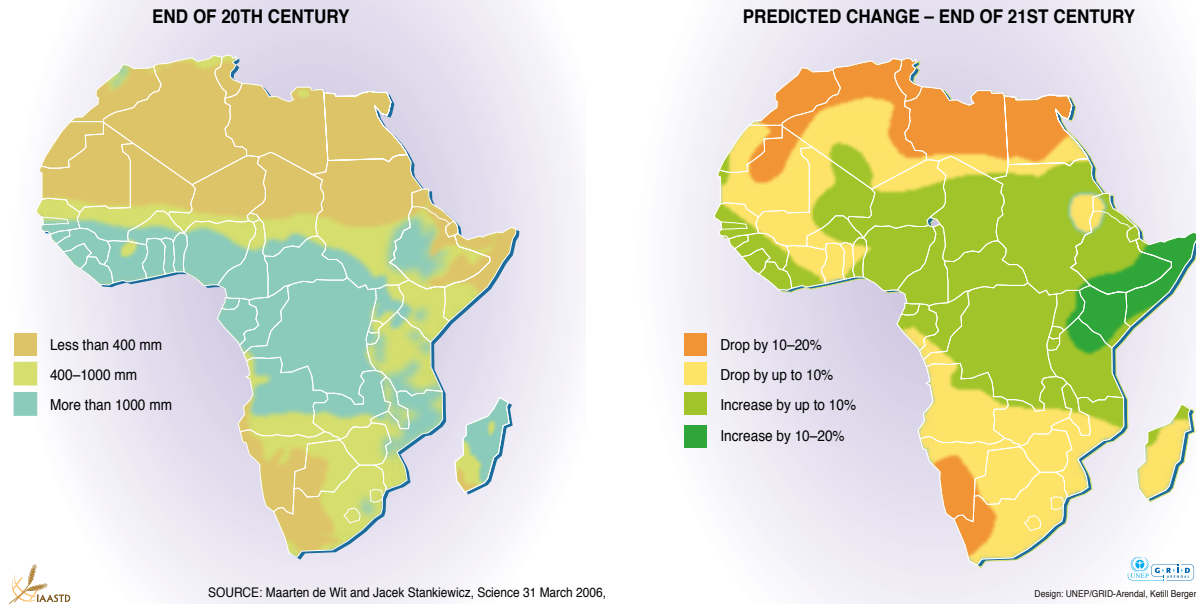 END OF 20TH CENTURY
PREDICTED CHANGE – END OF 21ST CENTURY
Less than 400 mm
400–1000 mm
More than 1000 mm
Drop by 10–20%
Drop by up to 10%
Increase by up to 10%
Increase by 10–20%
IAASTD
SOURCE: Maarten de Wit and Jacek Stankiewicz, Science 31 March 2006,
UNEP
GRID
ARENDAL
Design: UNEP/GRID-Arendal, Ketill Berger